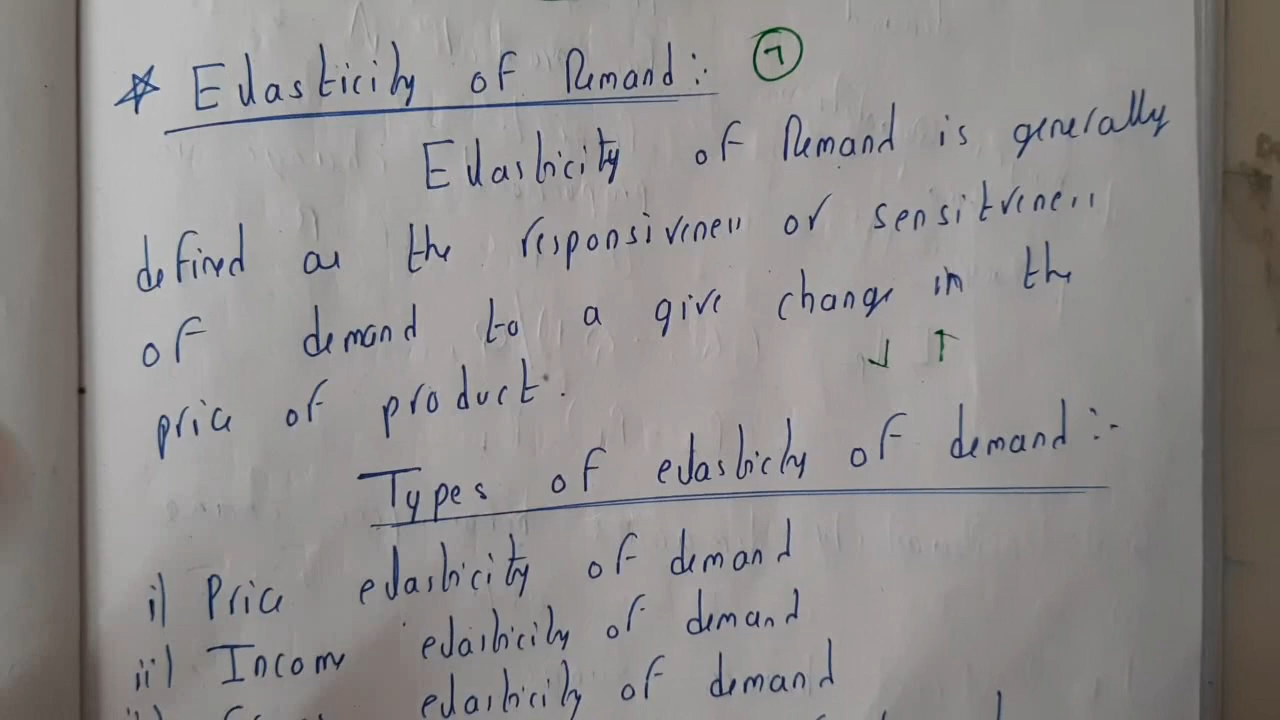 * Elasticity of Demand :- 7
Elasticity of Demand is generally
defined as the responsiveness or sensitiveness
of demand to a give change in the
↓ ↑
price of product.
Types of elasticity of demand :-
i) Price elasticity of demand
ii) Income elasticity of demand
elasticity of demand